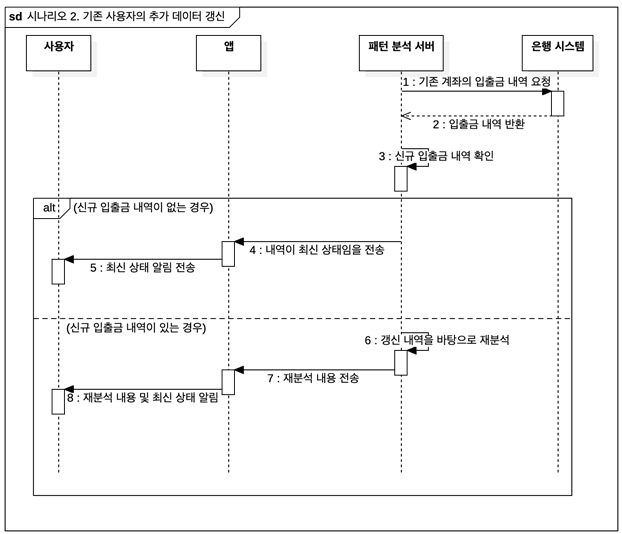 sd 시나리오 2. 기존 사용자의 추가 데이터 갱신
사용자
앱
패턴 분석 서버
은행 시스템
1 : 기존 계좌의 입출금 내역 요청
2 : 입출금 내역 반환
3 : 신규 입출금 내역 확인
alt (신규 입출금 내역이 없는 경우)
4 : 내역이 최신 상태임을 전송
5 : 최신 상태 알림 전송
(신규 입출금 내역이 있는 경우)
6 : 갱신 내역을 바탕으로 재분석
7 : 재분석 내용 전송
8 : 재분석 내용 및 최신 상태 알림